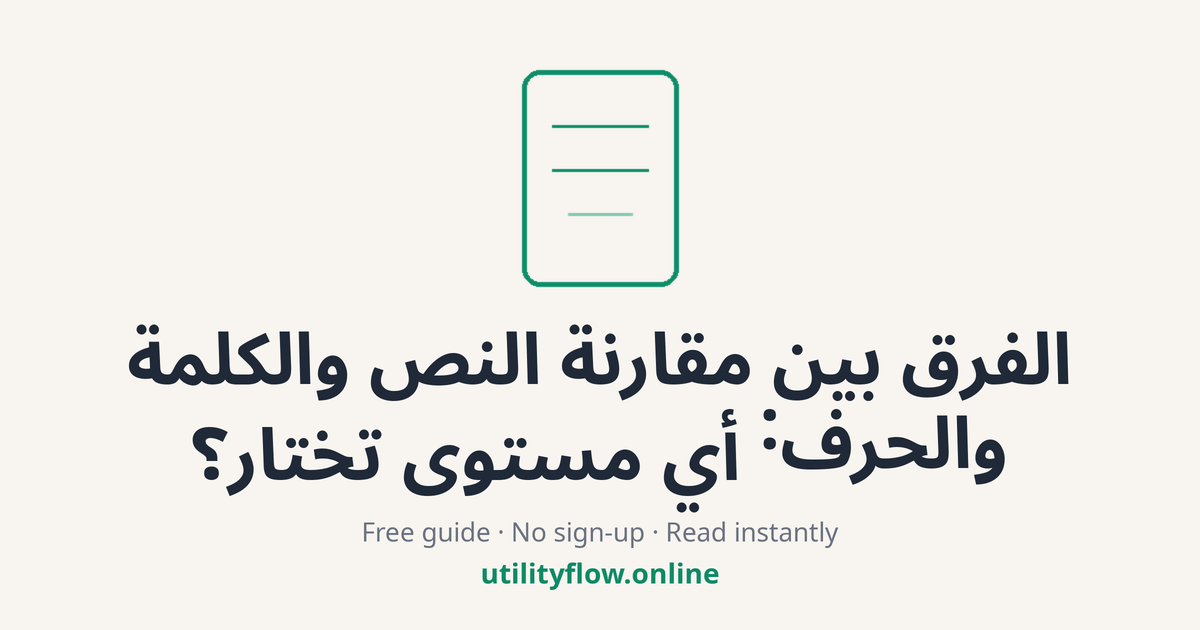 الفرق بين مقارنة النص والكلمة
والحرف: أي مستوى تختار؟
Free guide · No sign-up · Read instantly
utilityflow.online